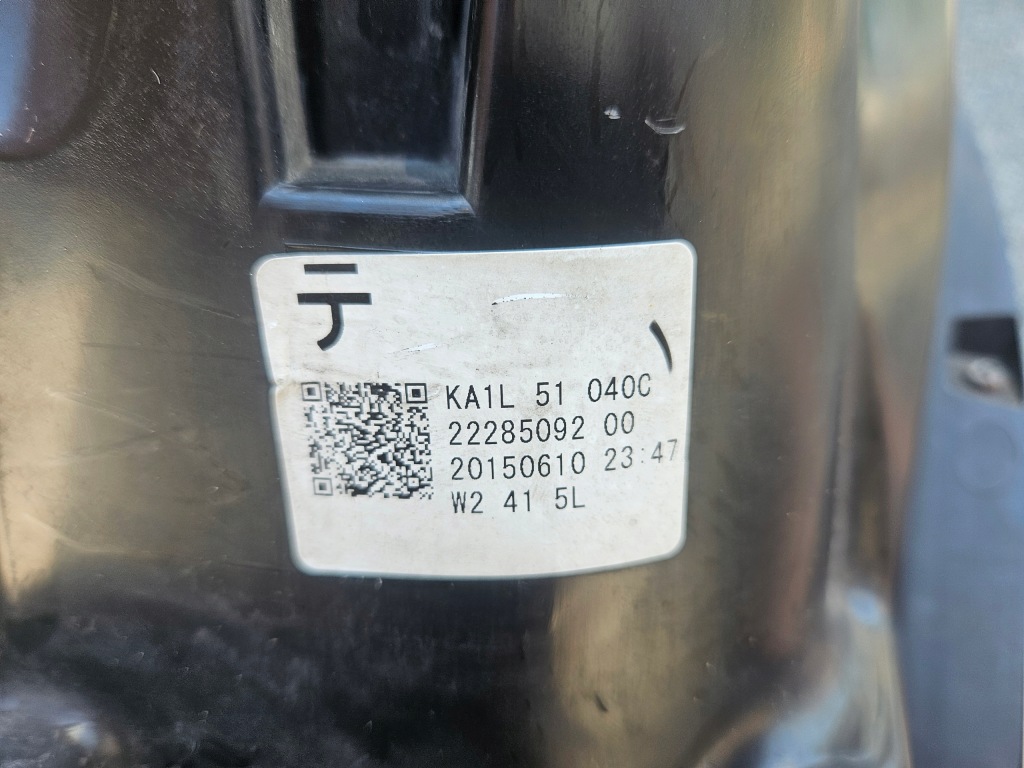 テ
KA1L 51 040C
22285092 00
20150610 23:47
W2 41 5L